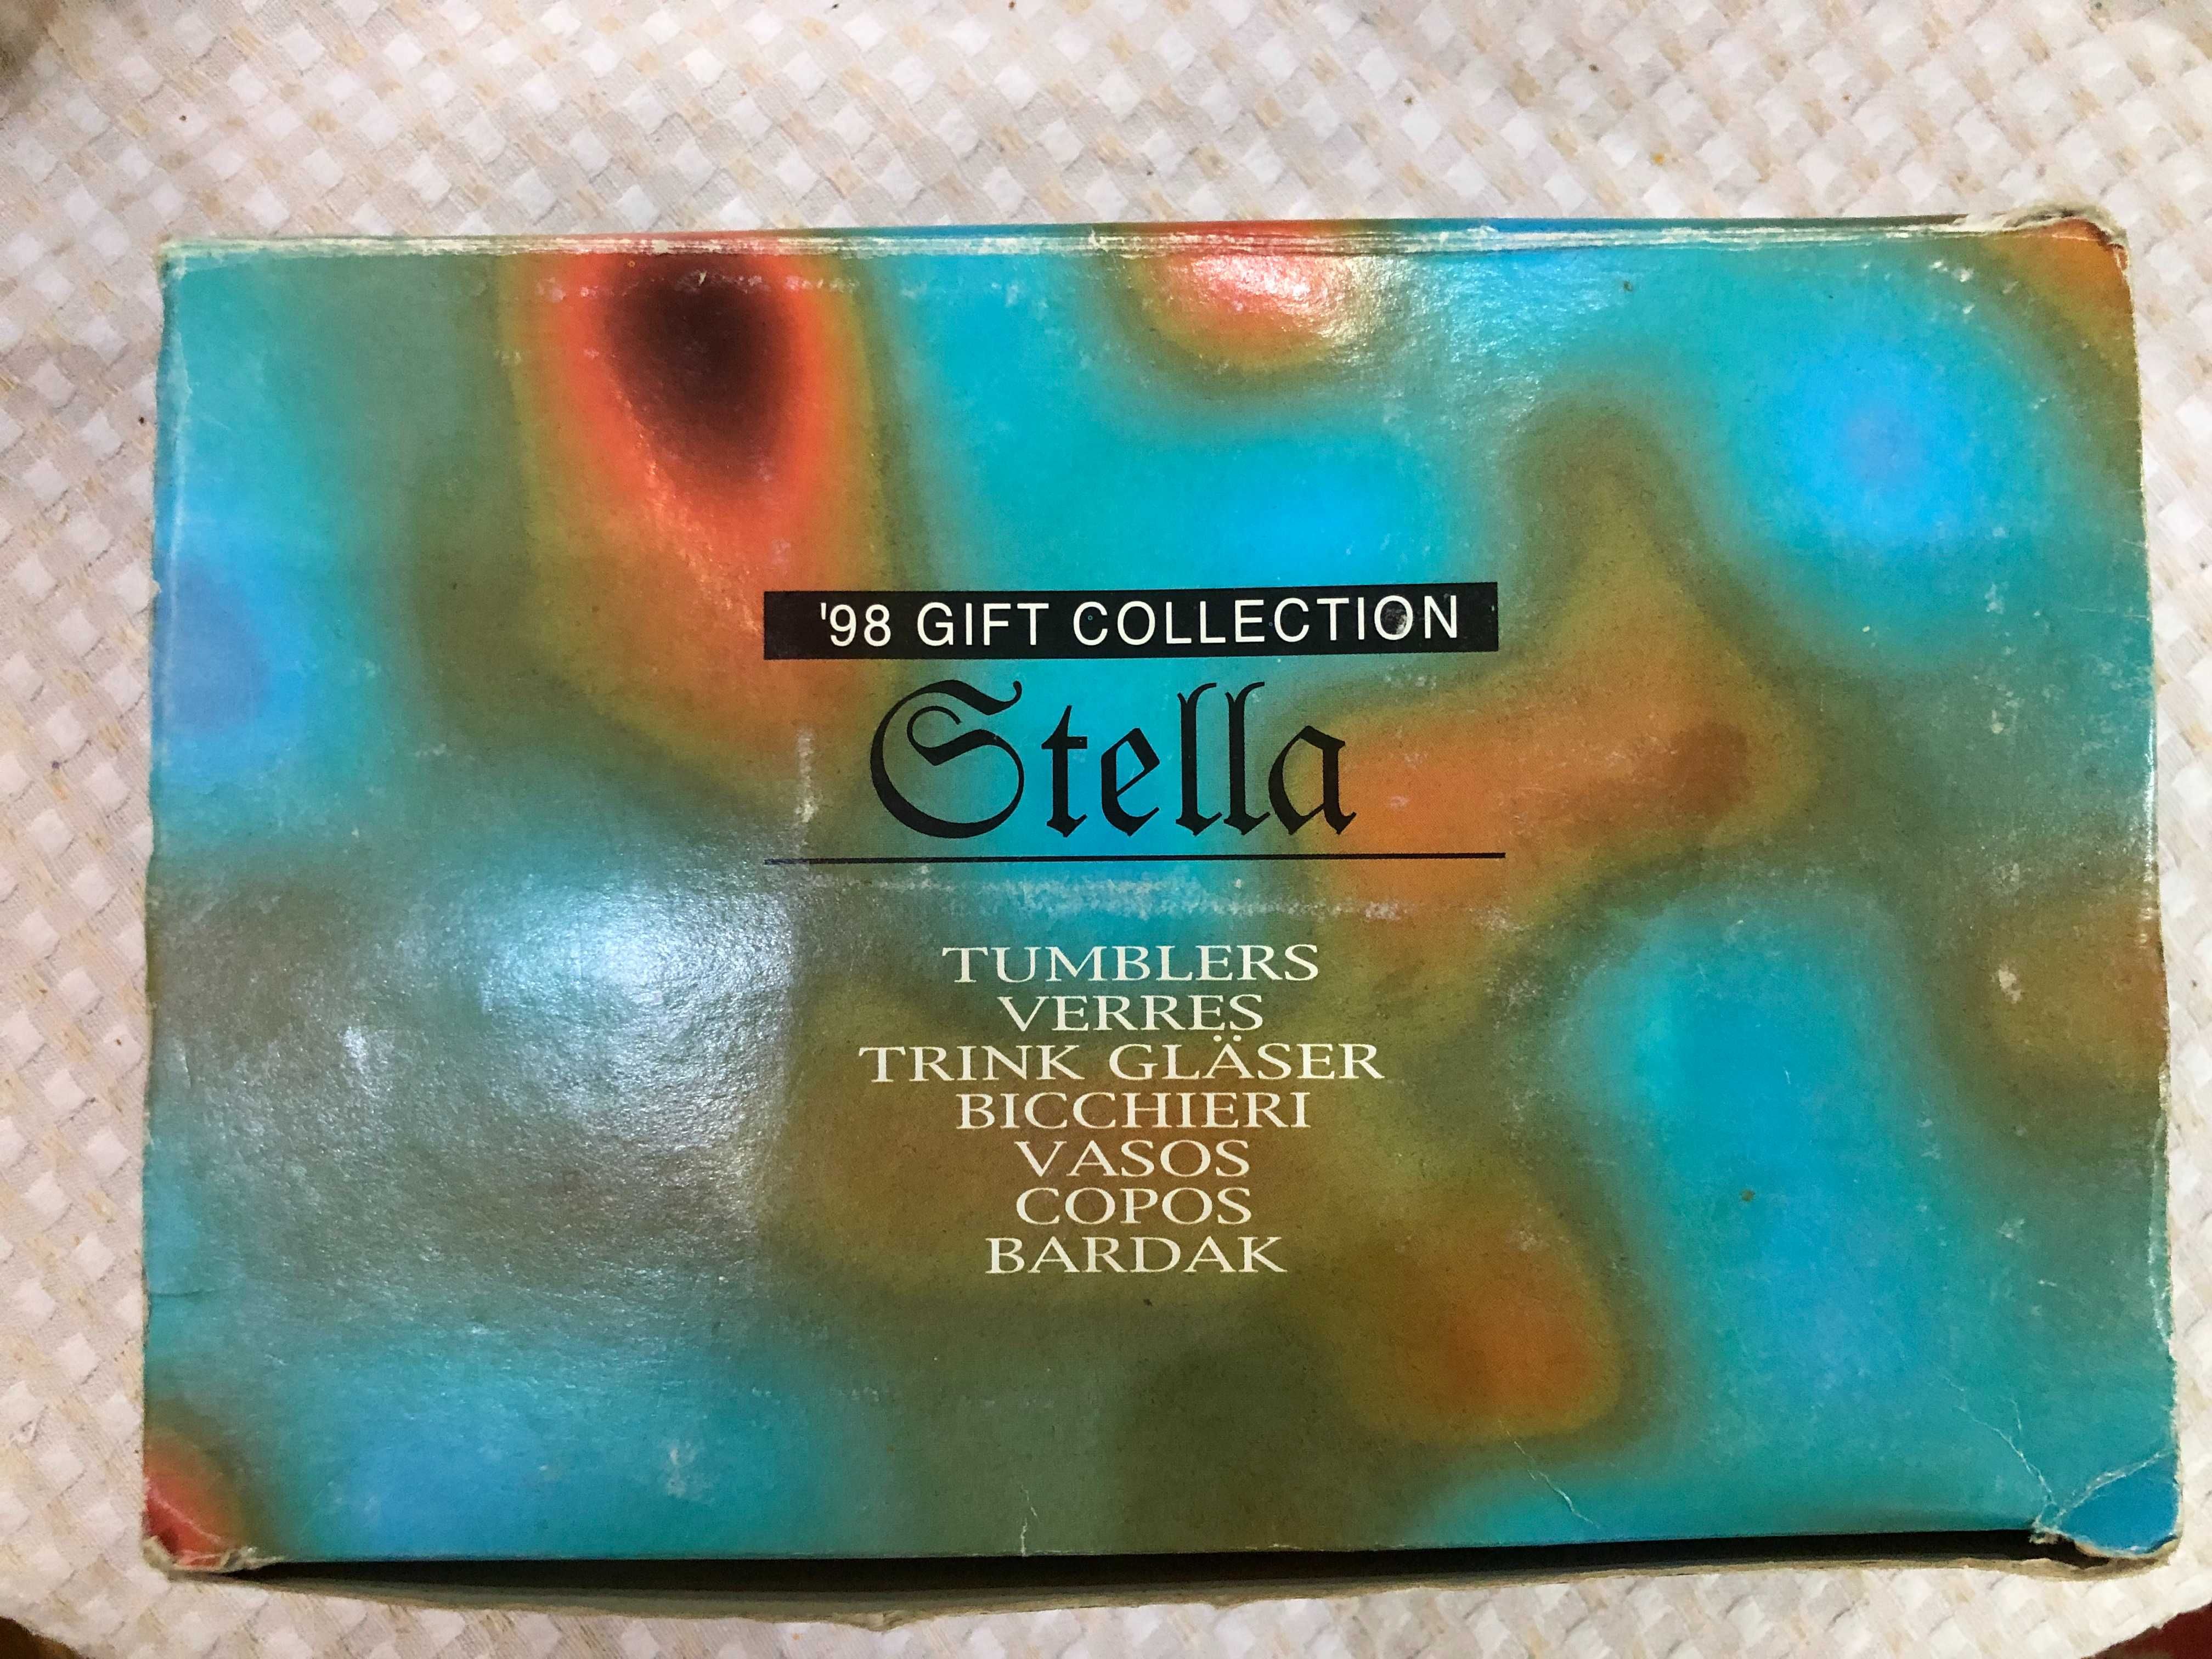 '98 GIFT COLLECTION
Stella
TUMBLERS
VERRES
TRINK GLÄSER
BICCHIERI
VASOS
COPOS
BARDAK